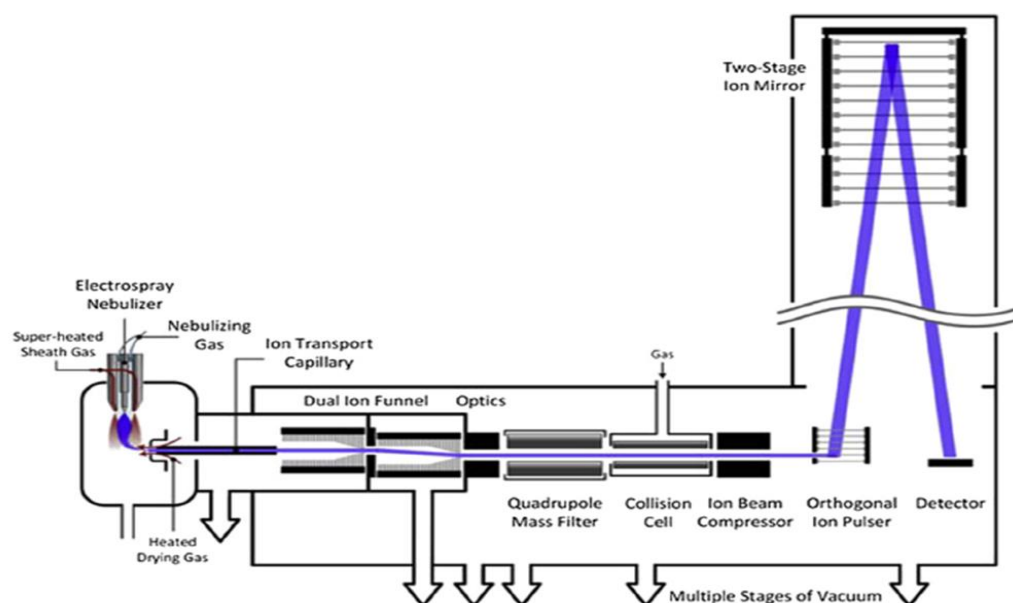 Two-Stage
Ion Mirror
Electrospray
Nebulizer
Nebulizing
Gas
Super-heated
Sheath Gas
Ion Transport
Capillary
Gas
Dual Ion Funnel
Optics
Quadrupole
Mass Filter
Collision
Cell
Ion Beam
Compressor
Orthogonal
Ion Pulser
Detector
Heated
Drying Gas
Multiple Stages of Vacuum